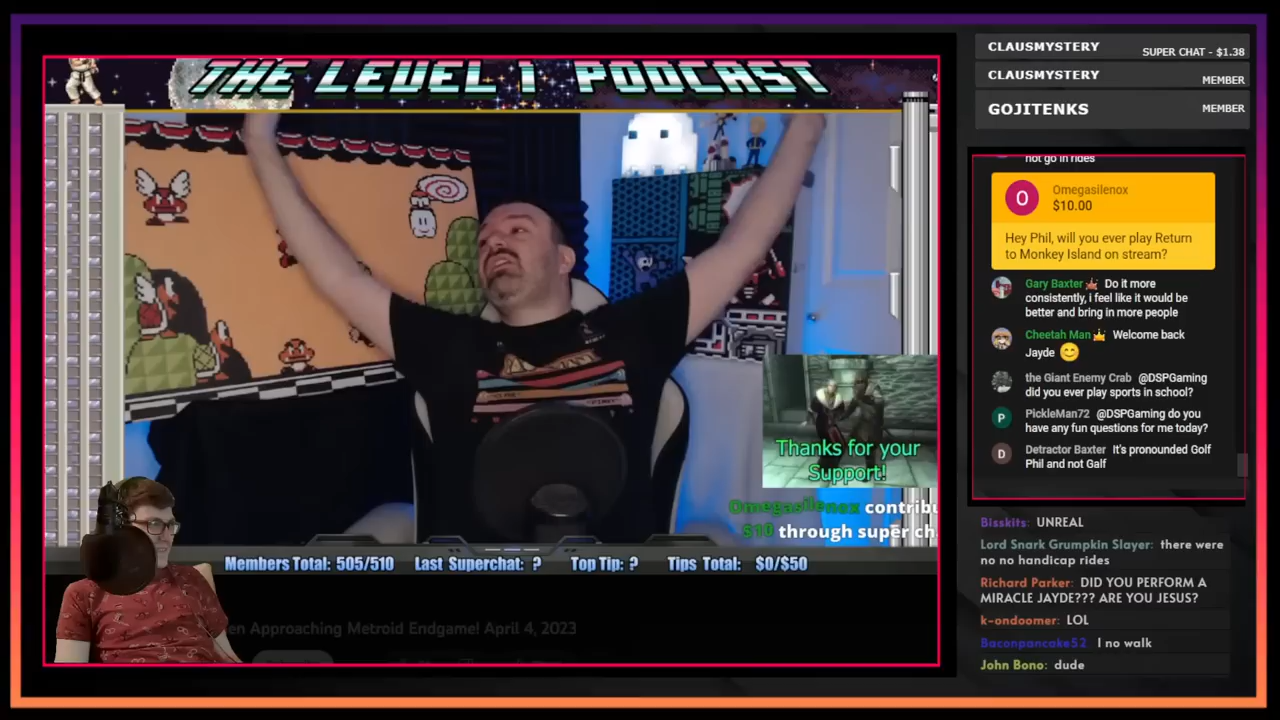 THE LEVEL 1 PODCAST
CLAUSMYSTERY
SUPER CHAT - $1.38
CLAUSMYSTERY
MEMBER
GOJITENKS
MEMBER
not go in rides
O
Omegasilenox
$10.00
Hey Phil, will you ever play Return
to Monkey Island on stream?
Gary Baxter Do it more
consistently, i feel like it would be
better and bring in more people
Cheetah Man Welcome back
Jayde
the Giant Enemy Crab @DSPGaming
did you ever play sports in school?
P
PickleMan72 @DSPGaming do you
have any fun questions for me today?
D
Detractor Baxter It's pronounded Golf
Phil and not Galf
Thanks for your
Support!
Omegasilenox contribu
$10 through super ch
Members Total: 505/510 Last Superchat: ? Top Tip: ? Tips Total: $0/$50
en Approaching Metroid Endgame! April 4, 2023
Bisskits: UNREAL
Lord Snark Grumpkin Slayer: there were
no no handicap rides
Richard Parker: DID YOU PERFORM A
MIRACLE JAYDE??? ARE YOU JESUS?
k-ondoomer: LOL
Baconpancake52 I no walk
John Bono: dude